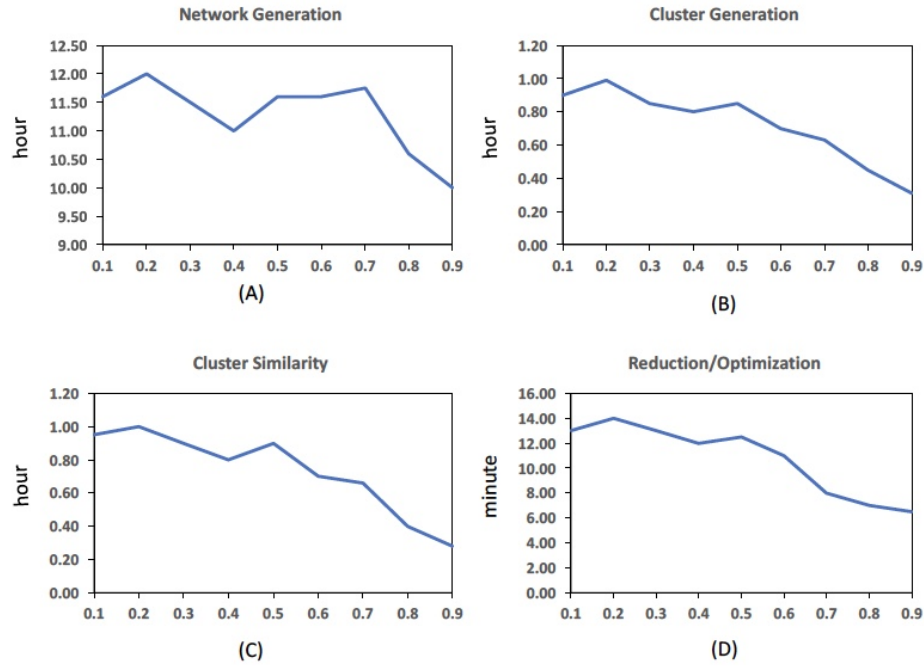 Network Generation
12.50
12.00
11.50
11.00
10.50
10.00
9.50
9.00
hour
0.1 0.2 0.3 0.4 0.5 0.6 0.7 0.8 0.9
(A)
Cluster Generation
1.20
1.00
0.80
0.60
0.40
0.20
0.00
hour
0.1 0.2 0.3 0.4 0.5 0.6 0.7 0.8 0.9
(B)
Cluster Similarity
1.20
1.00
0.80
0.60
0.40
0.20
0.00
hour
0.1 0.2 0.3 0.4 0.5 0.6 0.7 0.8 0.9
(C)
Reduction/Optimization
16.00
14.00
12.00
10.00
8.00
6.00
4.00
2.00
0.00
minute
0.1 0.2 0.3 0.4 0.5 0.6 0.7 0.8 0.9
(D)